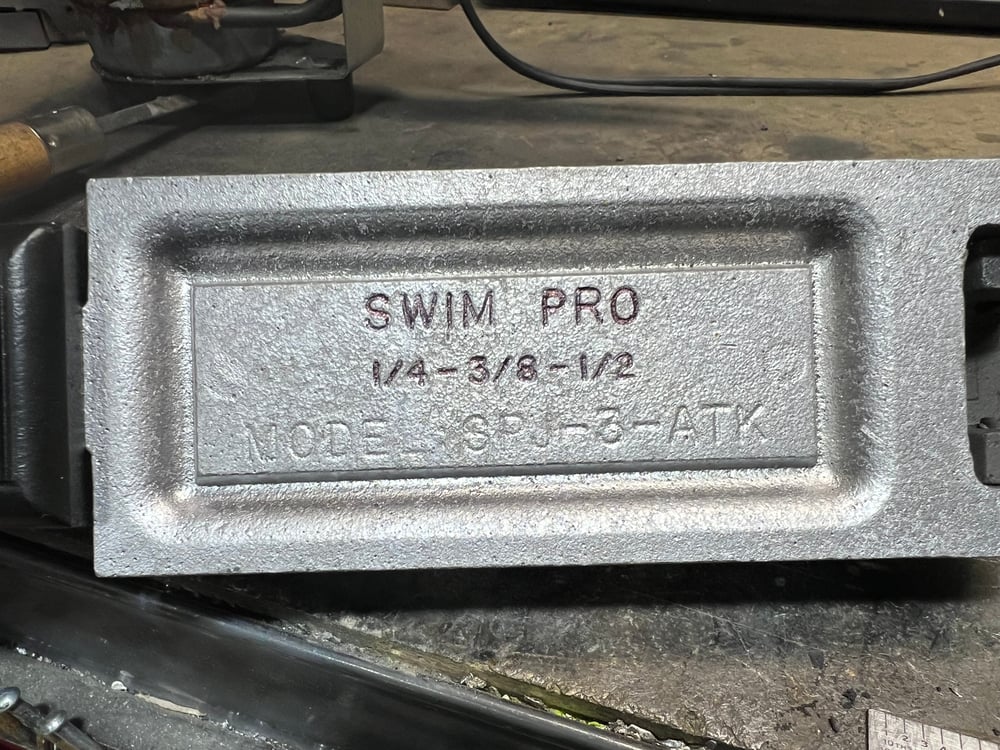 SWIM PRO
1/4-3/8-1/2
MODEL SPJ-3-ATK